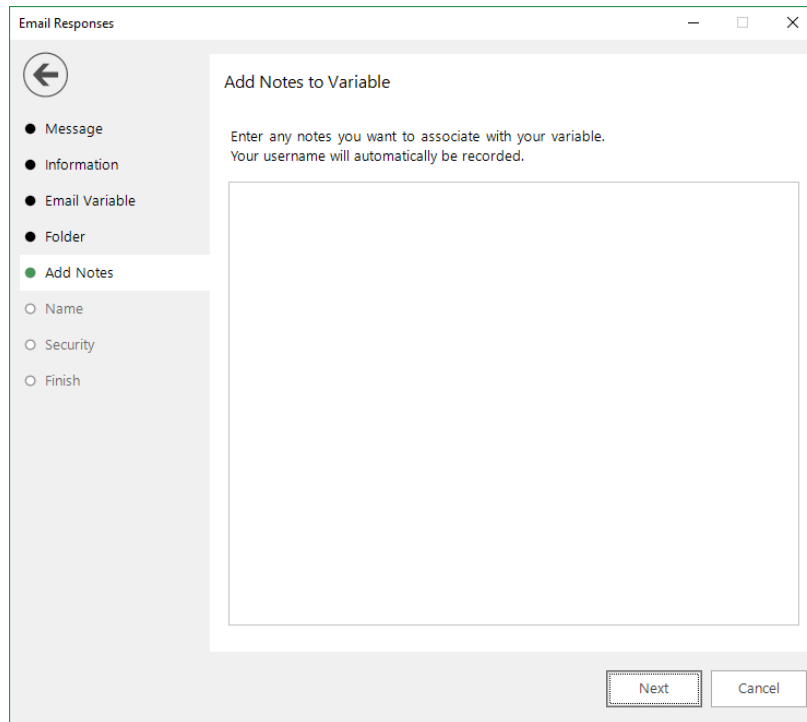 Email Responses
Add Notes to Variable
Message
Information
Email Variable
Folder
Add Notes
Name
Security
Finish
Enter any notes you want to associate with your variable.
Your username will automatically be recorded.
Next
Cancel